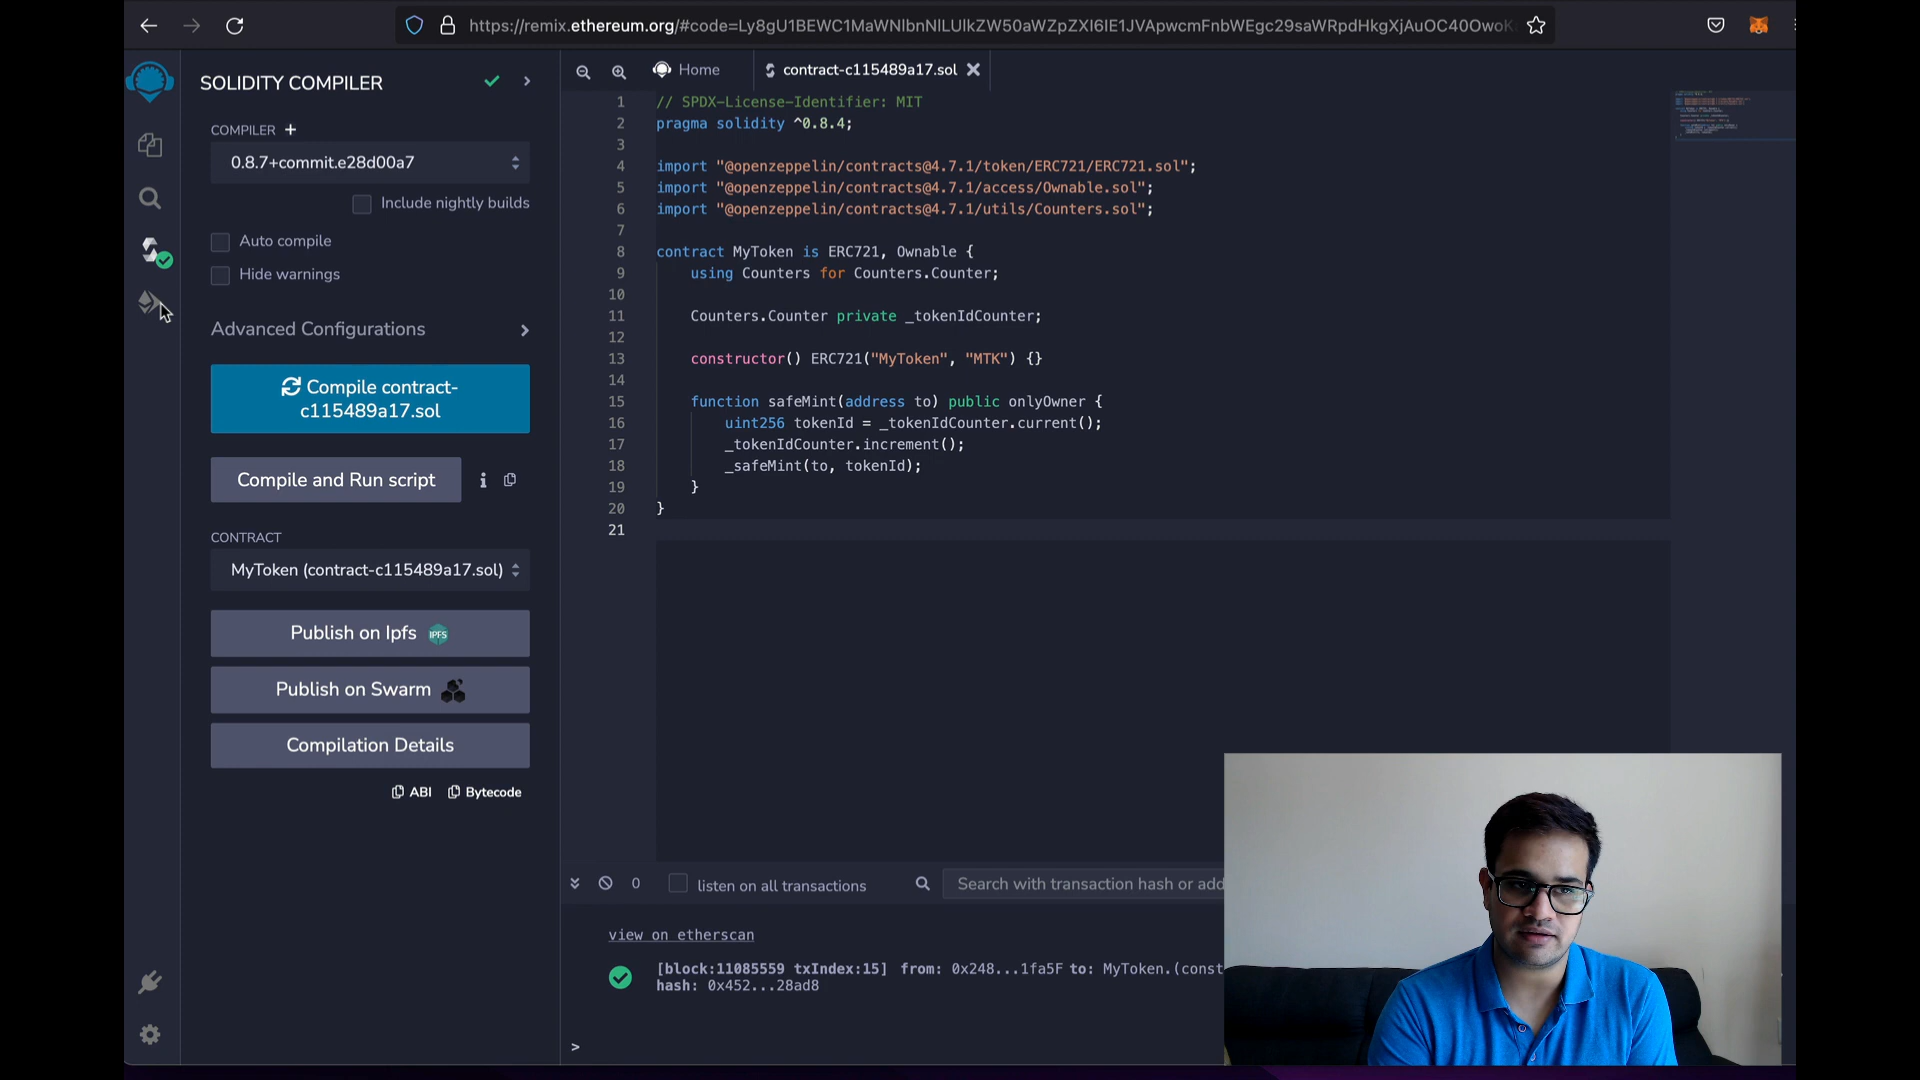 https://remix.ethereum.org/#code=Ly8gU1BEWC1MaWNlbnNlLUlkZW50aWZpZXI6IE1JVApwcmFnbWEgc29saWRpdHkgXjAuOC40Owo
SOLIDITY COMPILER
COMPILER +
0.8.7+commit.e28d00a7
Include nightly builds
Auto compile
Hide warnings
Advanced Configurations
Compile contract-
c115489a17.sol
Compile and Run script
CONTRACT
MyToken (contract-c115489a17.sol)
Publish on Ipfs
IPFS
Publish on Swarm
Compilation Details
ABI Bytecode
Home contract-c115489a17.sol
1 // SPDX-License-Identifier: MIT
2 pragma solidity ^0.8.4;
3
4 import "@openzeppelin/contracts@4.7.1/token/ERC721/ERC721.sol";
5 import "@openzeppelin/contracts@4.7.1/access/Ownable.sol";
6 import "@openzeppelin/contracts@4.7.1/utils/Counters.sol";
7
8 contract MyToken is ERC721, Ownable {
9 using Counters for Counters.Counter;
10
11 Counters.Counter private _tokenIdCounter;
12
13 constructor() ERC721("MyToken", "MTK") {}
14
15 function safeMint(address to) public onlyOwner {
16 uint256 tokenId = _tokenIdCounter.current();
17 _tokenIdCounter.increment();
18 _safeMint(to, tokenId);
19 }
20 }
21
0 listen on all transactions Search with transaction hash or add
view on etherscan
[block:11085559 txIndex:15] from: 0x248...1fa5F to: MyToken.(const
hash: 0x452...28ad8
>